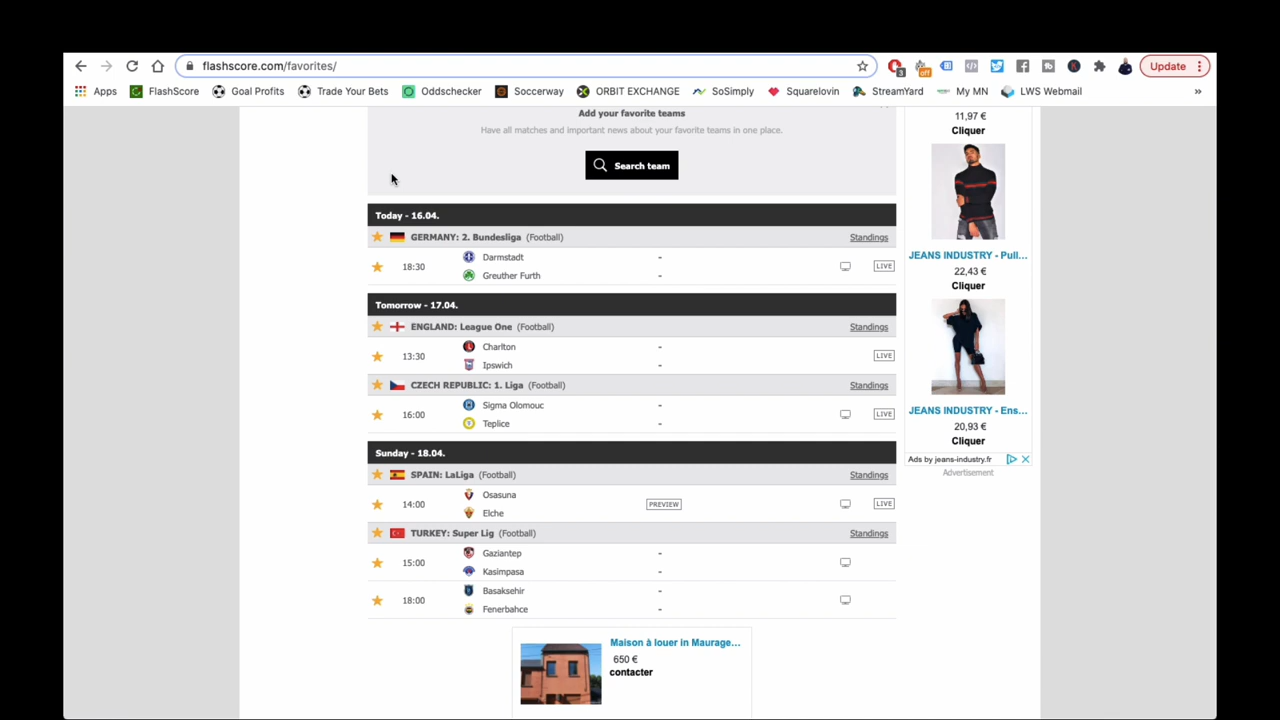 flashscore.com/favorites/
3
off
Update
Apps
FlashScore
Goal Profits
Trade Your Bets
Oddschecker
Soccerway
ORBIT EXCHANGE
SoSimply
Squarelovin
StreamYard
My MN
LWS Webmail
»
Add your favorite teams
Have all matches and important news about your favorite teams in one place.
Search team
Today - 16.04.
GERMANY: 2. Bundesliga (Football)
Standings
18:30
Darmstadt
-
Greuther Furth
-
LIVE
Tomorrow - 17.04.
ENGLAND: League One (Football)
Standings
13:30
Charlton
-
Ipswich
-
LIVE
CZECH REPUBLIC: 1. Liga (Football)
Standings
16:00
Sigma Olomouc
-
Teplice
-
LIVE
Sunday - 18.04.
SPAIN: LaLiga (Football)
Standings
14:00
Osasuna
Elche
PREVIEW
LIVE
TURKEY: Super Lig (Football)
Standings
15:00
Gaziantep
-
Kasimpasa
-
18:00
Basaksehir
-
Fenerbahce
-
Maison à louer in Maurage...
650 €
contacter
11,97 €
Cliquer
JEANS INDUSTRY - Pull...
22,43 €
Cliquer
JEANS INDUSTRY - Ens...
20,93 €
Cliquer
Ads by jeans-industry.fr
Advertisement